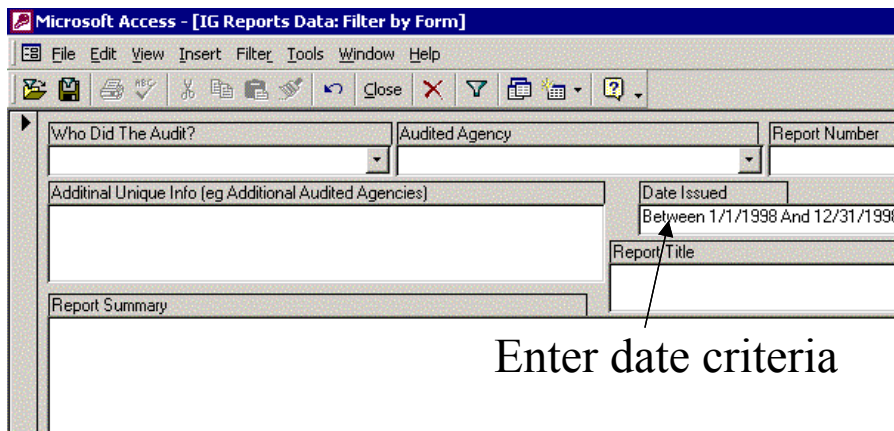 Microsoft Access - [IG Reports Data: Filter by Form]
File Edit View Insert Filter Tools Window Help
ABC Close
Who Did The Audit? Audited Agency Report Number
Additinal Unique Info (eg Additional Audited Agencies) Date Issued
Between 1/1/1998 And 12/31/1998
Report Title
Report Summary
Enter date criteria